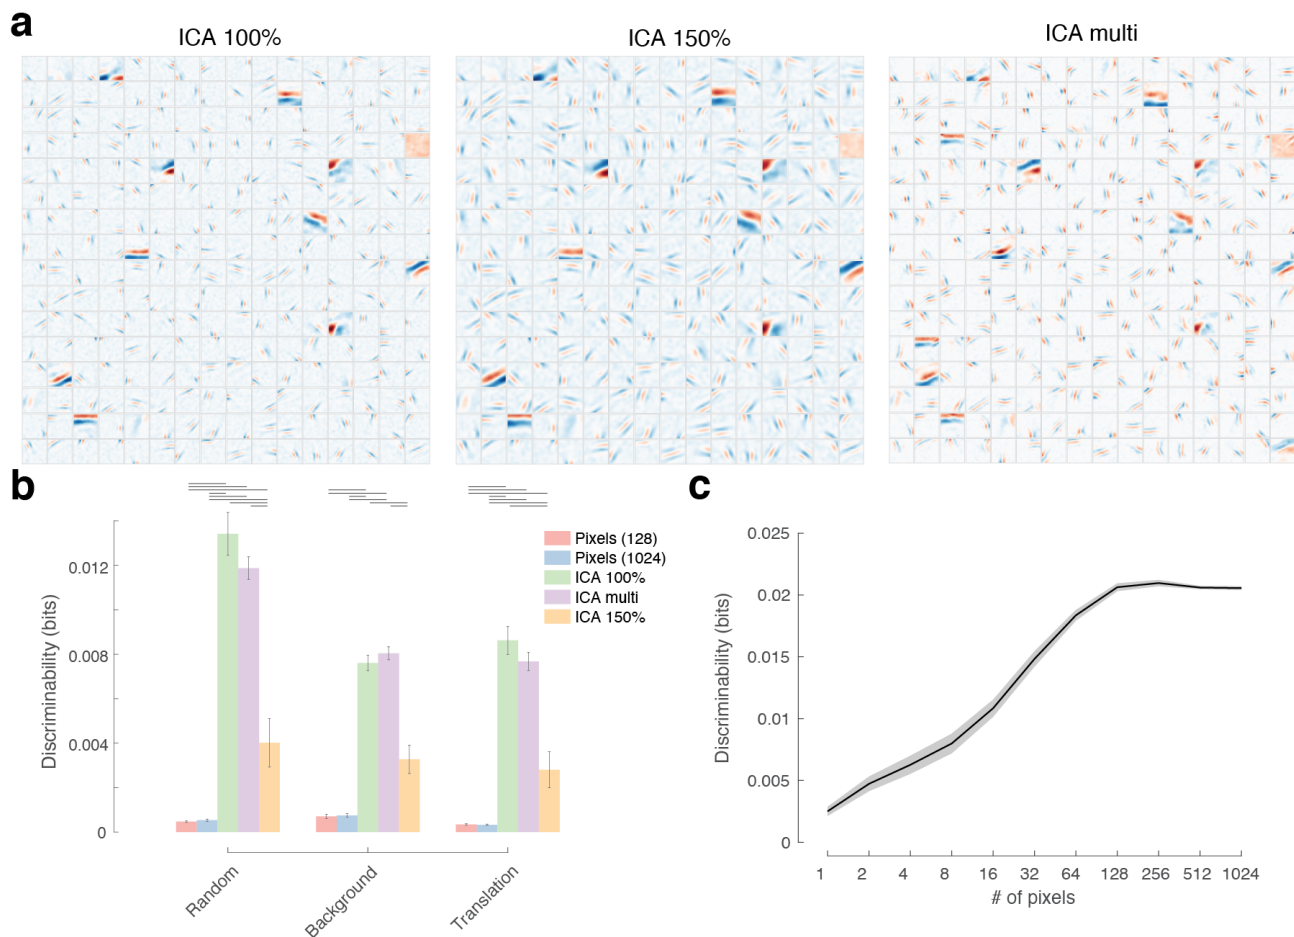 a
ICA 100%
ICA 150%
ICA multi
b
Discriminability (bits)
0.012
0.008
0.004
0
Pixels (128)
Pixels (1024)
ICA 100%
ICA multi
ICA 150%
Random
Background
Translation
c
Discriminability (bits)
0.025
0.02
0.015
0.01
0.005
0
1 2 4 8 16 32 64 128 256 512 1024
# of pixels